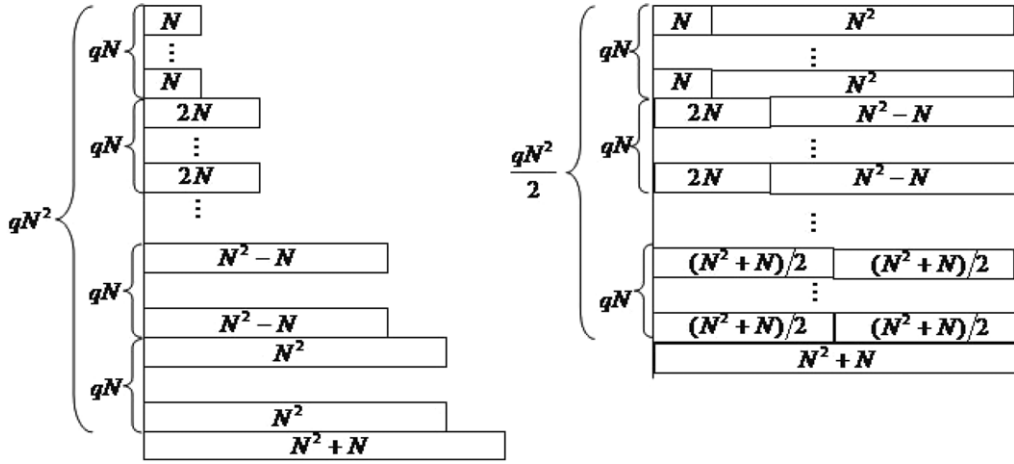 qN²
qN
N
⋮
N
qN
2N
⋮
2N
⋮
qN
N² − N
N² − N
qN
N²
N²
N² + N
qN²/2
qN
N N²
⋮
N N²
qN
2N N² − N
⋮
2N N² − N
⋮
qN
(N² + N)/2 (N² + N)/2
⋮
(N² + N)/2 (N² + N)/2
N² + N